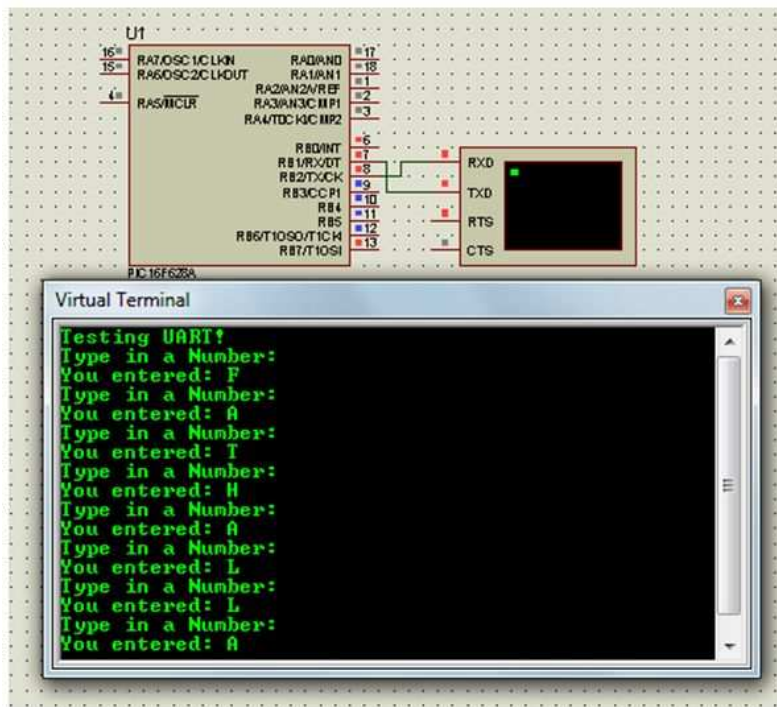 U1
16 RA7/OSC1/CLKIN RA0/AN0 17
15 RA6/OSC2/CLKOUT RA1/AN1 18
RA2/AN2/VREF 1
4 RA5/MCLR RA3/AN3/CMP1 2
RA4/T0CKI/CMP2 3
RB0/INT 6
RB1/RX/DT 7
RB2/TX/CK 8
RB3/CCP1 9
RB4 10
RB5 11
RB6/T1OSO/T1CKI 12
RB7/T1OSI 13
PIC16F628A
RXD
TXD
RTS
CTS
Virtual Terminal
Testing UART!
Type in a Number:
You entered: F
Type in a Number:
You entered: A
Type in a Number:
You entered: T
Type in a Number:
You entered: H
Type in a Number:
You entered: A
Type in a Number:
You entered: L
Type in a Number:
You entered: L
Type in a Number:
You entered: A